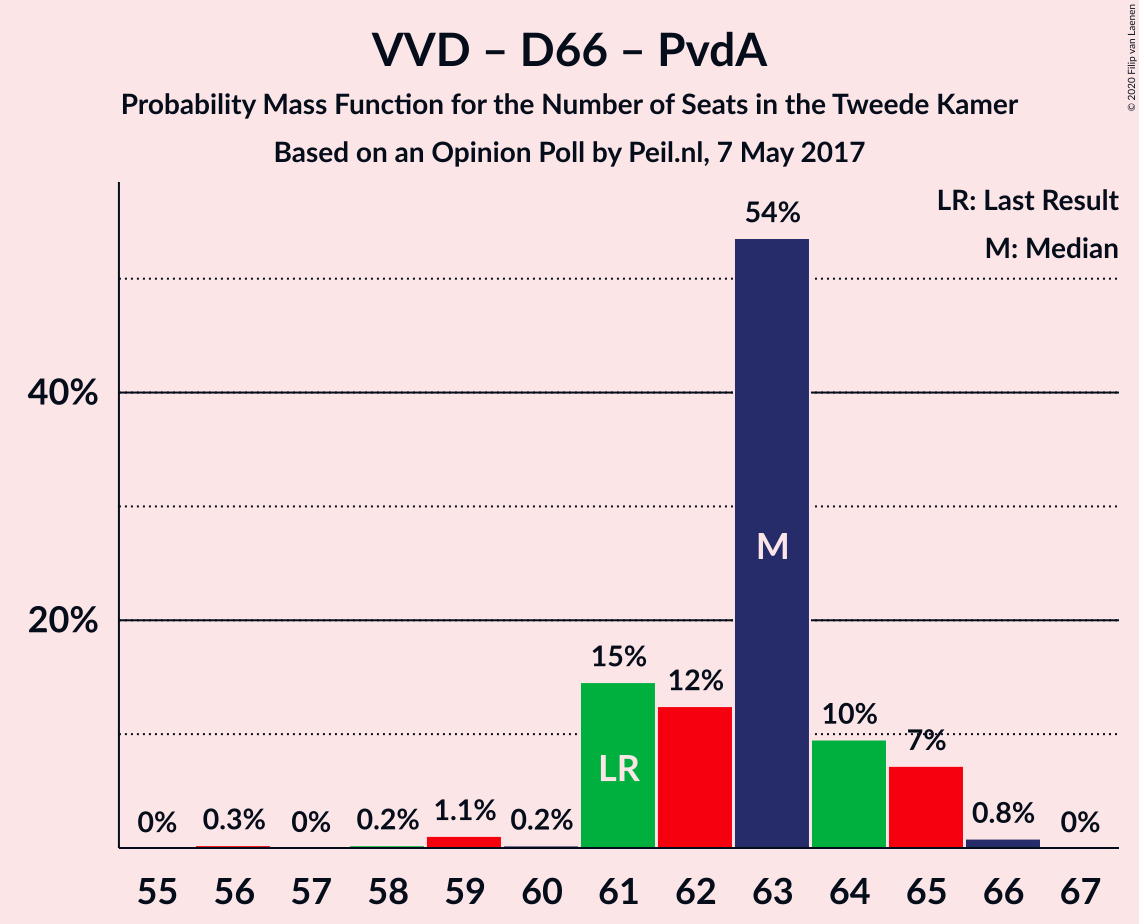 VVD – D66 – PvdA
Probability Mass Function for the Number of Seats in the Tweede Kamer
Based on an Opinion Poll by Peil.nl, 7 May 2017
© 2020 Filip van Laenen
LR: Last Result
M: Median
54%
40%
M
20%
15%
12%
10%
7%
LR
0%
0.3%
0%
0.2%
1.1%
0.2%
0.8%
0%
55 56 57 58 59 60 61 62 63 64 65 66 67